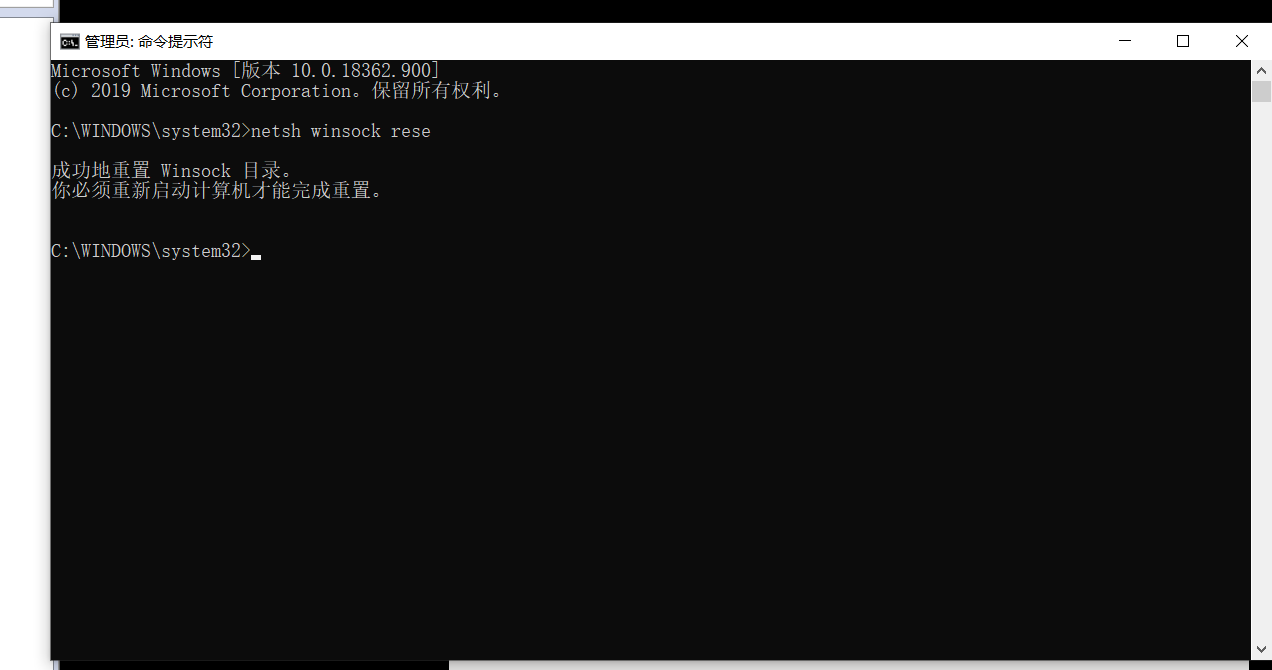 管理员: 命令提示符
Microsoft Windows [版本 10.0.18362.900]
(c) 2019 Microsoft Corporation。保留所有权利。
C:\WINDOWS\system32>netsh winsock rese
成功地重置 Winsock 目录。
你必须重新启动计算机才能完成重置。
C:\WINDOWS\system32>